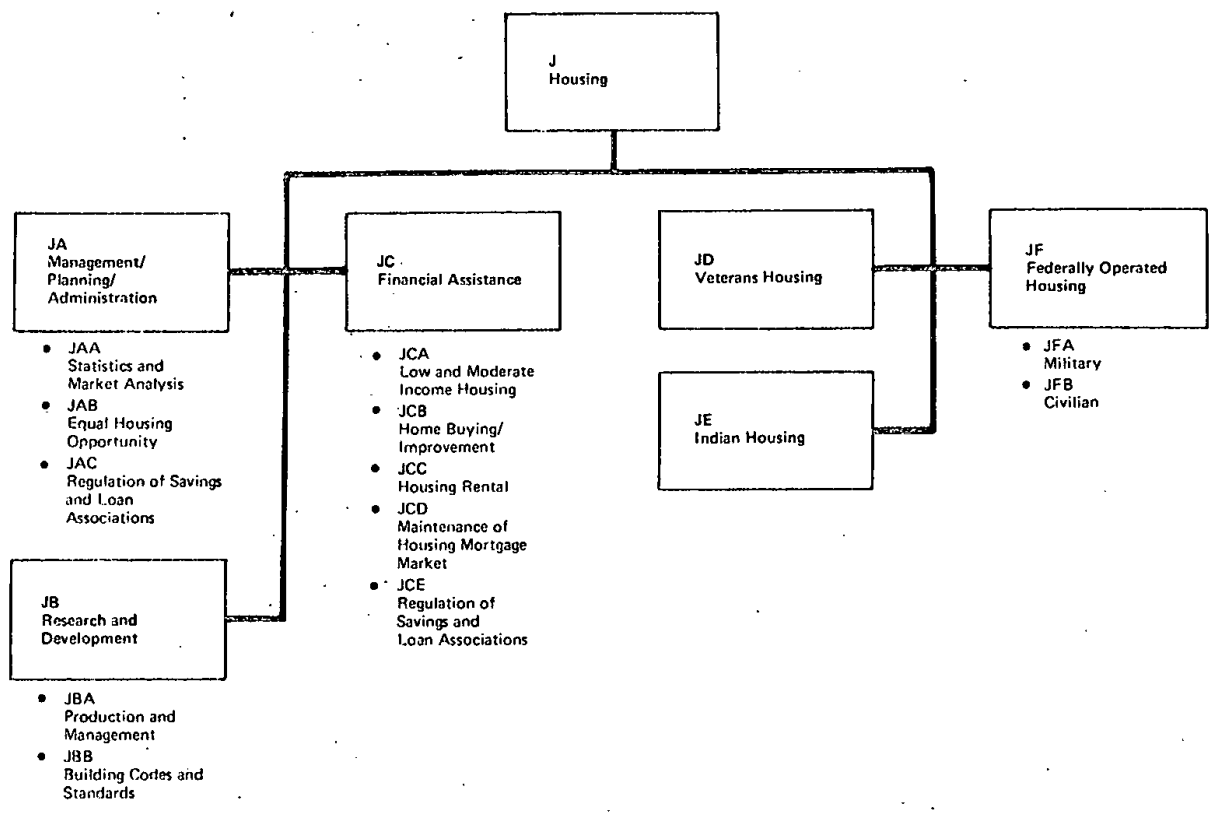 J
Housing
JA
Management/
Planning/
Administration
• JAA
Statistics and
Market Analysis
• JAB
Equal Housing
Opportunity
• JAC
Regulation of Savings
and Loan
Associations
JB
Research and
Development
• JBA
Production and
Management
• JBB
Building Codes and
Standards
JC
Financial Assistance
• JCA
Low and Moderate
Income Housing
• JCB
Home Buying/
Improvement
• JCC
Housing Rental
• JCD
Maintenance of
Housing Mortgage
Market
• JCE
Regulation of
Savings and
Loan Associations
JD
Veterans Housing
JE
Indian Housing
JF
Federally Operated
Housing
• JFA
Military
• JFB
Civilian